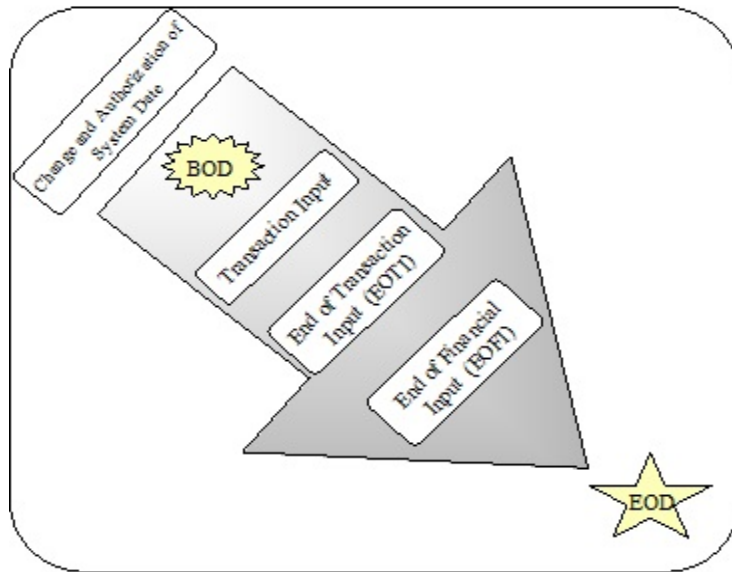 Change and Authorization of
System Date
BOD
Transaction Input
End of Transaction
Input (EOTI)
End of Financial
Input (EOFI)
EOD